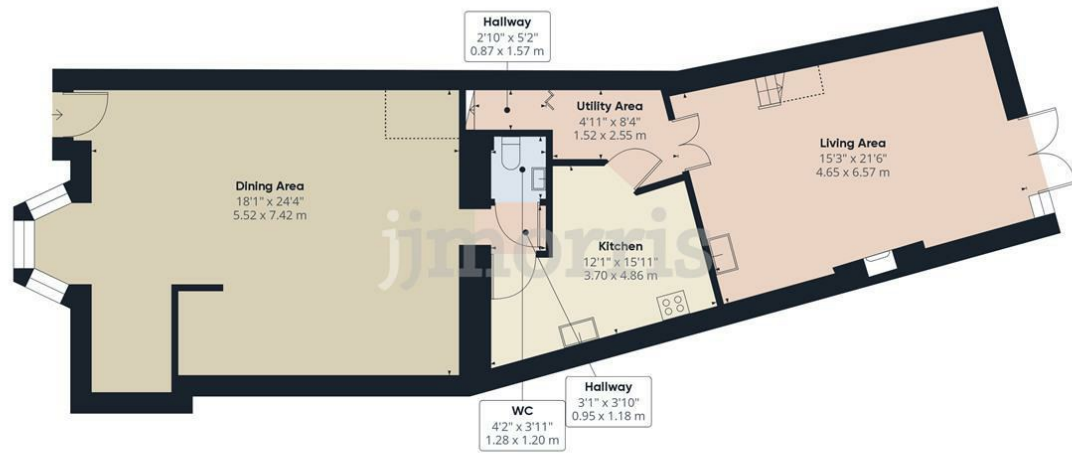 Hallway
2'10" x 5'2"
0.87 x 1.57 m
Utility Area
4'11" x 8'4"
1.52 x 2.55 m
Living Area
15'3" x 21'6"
4.65 x 6.57 m
Dining Area
18'1" x 24'4"
5.52 x 7.42 m
jjmorris
Kitchen
12'1" x 15'11"
3.70 x 4.86 m
Hallway
3'1" x 3'10"
0.95 x 1.18 m
WC
4'2" x 3'11"
1.28 x 1.20 m